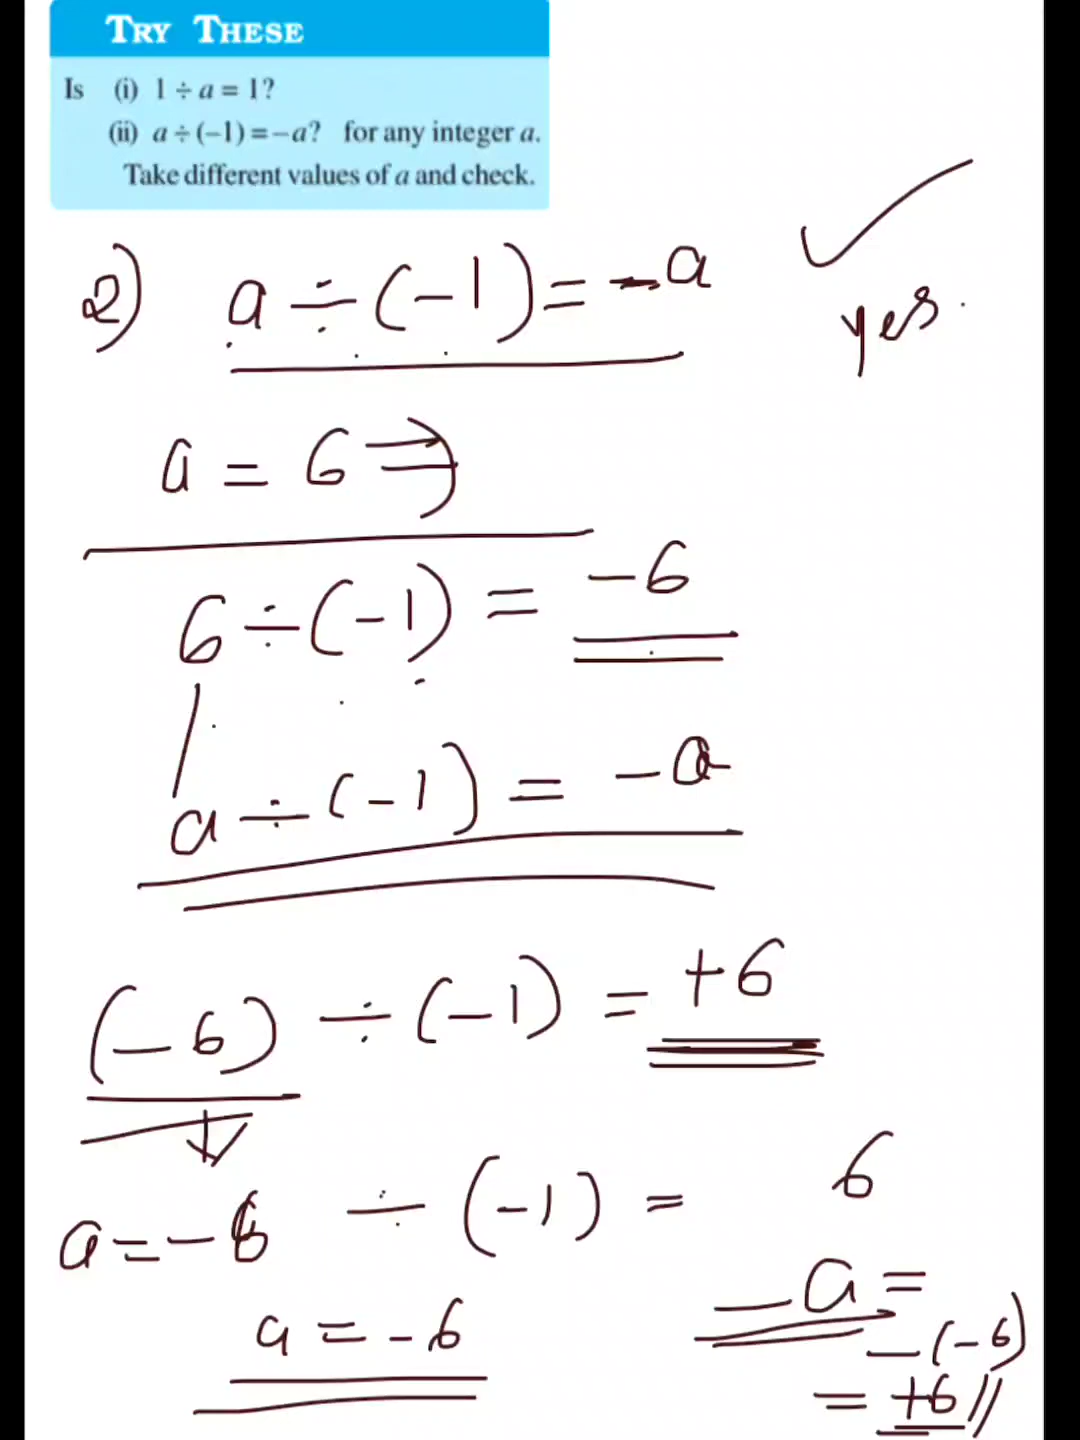 TRY THESE
Is (i) 1 ÷ a = 1?
(ii) a ÷ (−1) = −a? for any integer a.
Take different values of a and check.
2) a ÷ (-1) = -a
yes.
a = 6 ⇒
6 ÷ (-1) = -6
a ÷ (-1) = -a
(-6) ÷ (-1) = +6
a = -6 ÷ (-1) = 6
a = -6
-a =
-(-6)
= +6 //